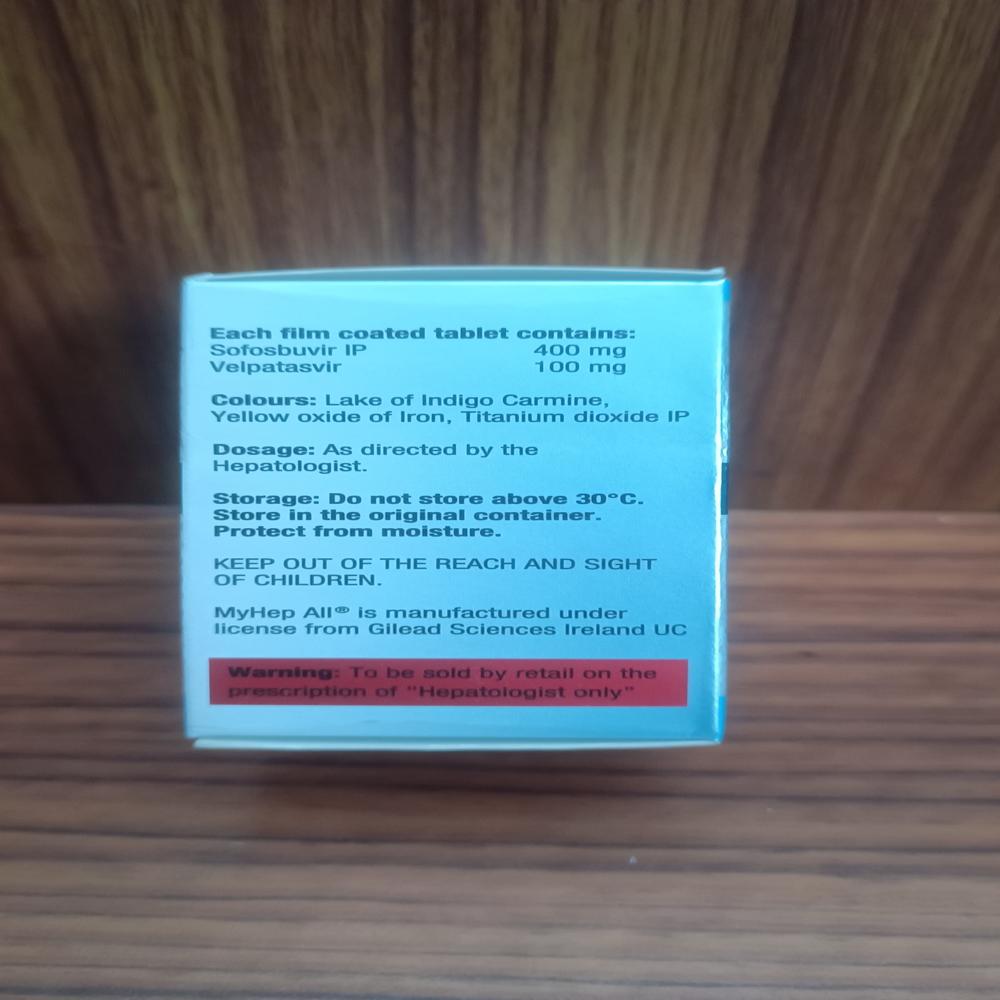 Each film coated tablet contains:
Sofosbuvir IP 400 mg
Velpatasvir 100 mg
Colours: Lake of Indigo Carmine,
Yellow oxide of Iron, Titanium dioxide IP
Dosage: As directed by the
Hepatologist.
Storage: Do not store above 30°C.
Store in the original container.
Protect from moisture.
KEEP OUT OF THE REACH AND SIGHT
OF CHILDREN.
MyHep All® is manufactured under
license from Gilead Sciences Ireland UC
Warning: To be sold by retail on the
prescription of "Hepatologist only"